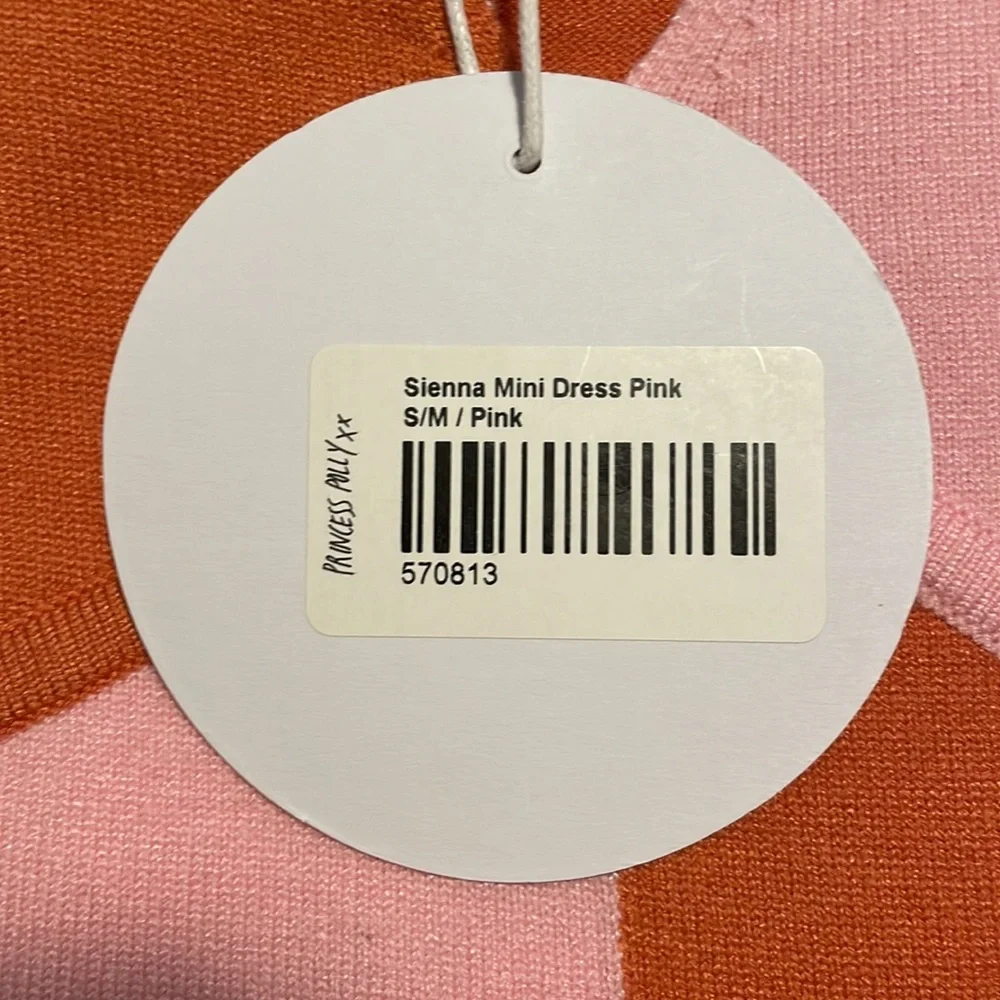 Sienna Mini Dress Pink
S/M / Pink
PRINCESS POLLY xx
570813